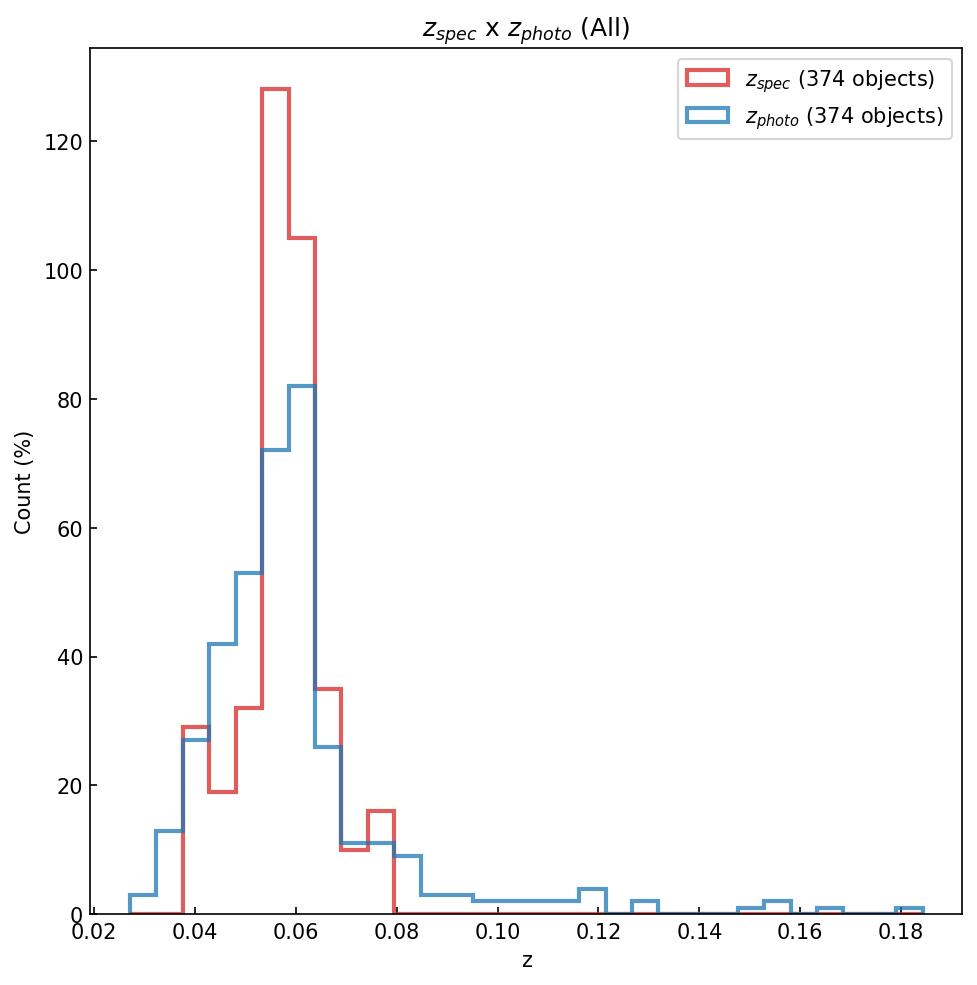 z_spec x z_photo (All)
z_spec (374 objects)
z_photo (374 objects)
Count (%)
120
100
80
60
40
20
0
0.02 0.04 0.06 0.08 0.10 0.12 0.14 0.16 0.18
z